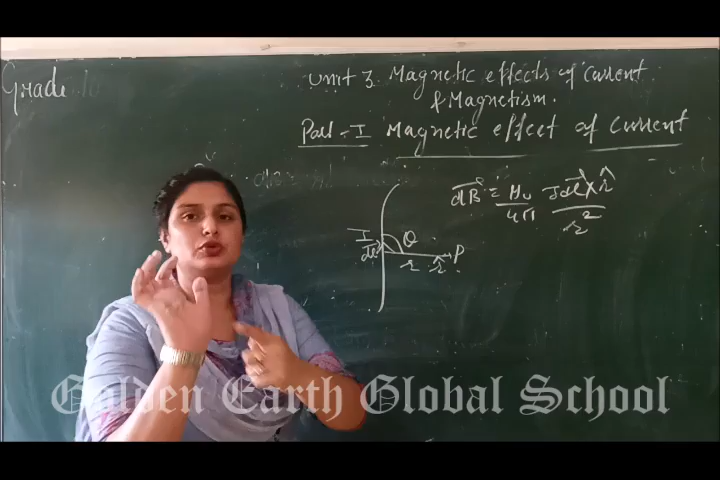 Grade 10
Unit 3. Magnetic effects of Current
& Magnetism.
Part - I Magnetic effect of Current
dB = μ₀/4π Idl × r̂/r²
I
dl
θ
r r̂ P
Golden Earth Global School